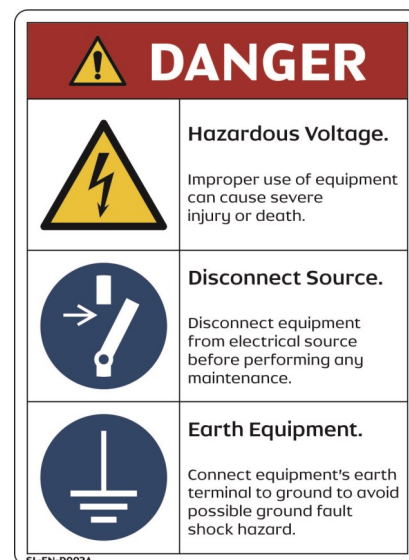 DANGER
Hazardous Voltage.
Improper use of equipment
can cause severe
injury or death.
Disconnect Source.
Disconnect equipment
from electrical source
before performing any
maintenance.
Earth Equipment.
Connect equipment's earth
terminal to ground to avoid
possible ground fault
shock hazard.